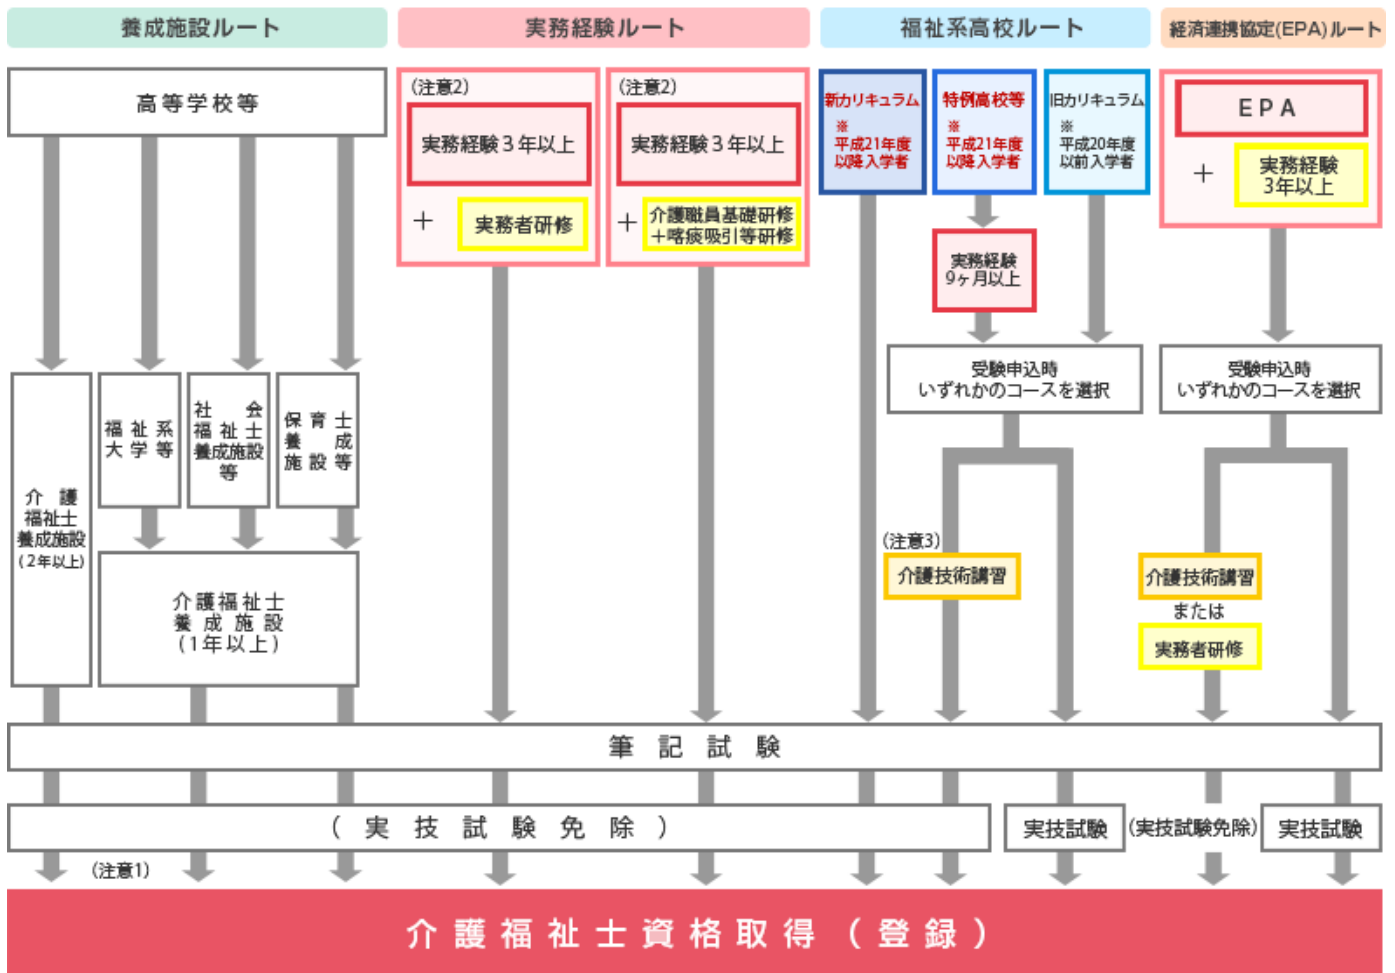 養成施設ルート
実務経験ルート
福祉系高校ルート
経済連携協定(EPA)ルート
高等学校等
介護
福祉士
養成施設
(2年以上)
福祉系
大学等
社会
福祉士
養成施設
等
保育士
養成
施設等
介護福祉士
養成施設
(1年以上)
(注意2)
実務経験3年以上
+
実務者研修
(注意2)
実務経験3年以上
+
介護職員基礎研修
+喀痰吸引等研修
新カリキュラム
※
平成21年度
以降入学者
特例高校等
※
平成21年度
以降入学者
旧カリキュラム
※
平成20年度
以前入学者
実務経験
9ヶ月以上
受験申込時
いずれかのコースを選択
(注意3)
介護技術講習
EPA
+
実務経験
3年以上
受験申込時
いずれかのコースを選択
介護技術講習
または
実務者研修
筆記試験
(実技試験免除)
実技試験
(実技試験免除)
実技試験
(注意1)
介護福祉士資格取得(登録)